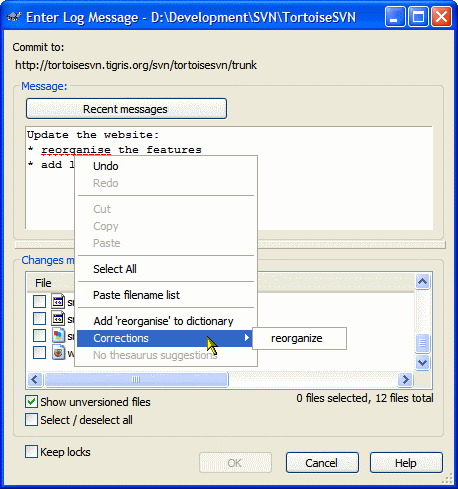 Enter Log Message - D:\Development\SVN\TortoiseSVN
Commit to:
http://tortoisesvn.tigris.org/svn/tortoisesvn/trunk
Message:
Recent messages
Update the website:
* reorganise the features
* add
Undo
Redo
Cut
Copy
Paste
Select All
Paste filename list
Add 'reorganise' to dictionary
Corrections
reorganize
No thesaurus suggestions
Changes m
File
Show unversioned files
0 files selected, 12 files total
Select / deselect all
Keep locks
OK
Cancel
Help